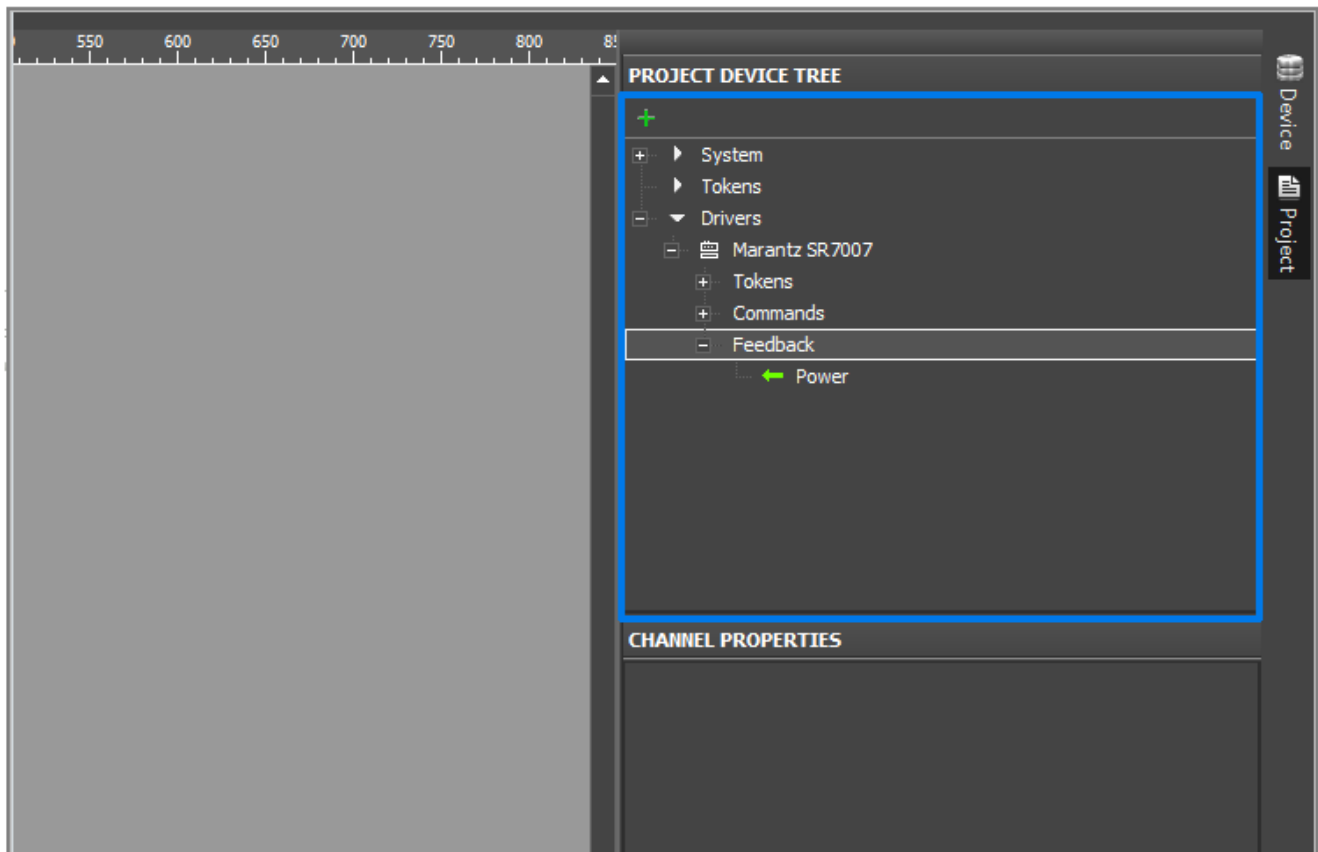 550 600 650 700 750 800
PROJECT DEVICE TREE
System
Tokens
Drivers
Marantz SR7007
Tokens
Commands
Feedback
Power
CHANNEL PROPERTIES
Device
Project